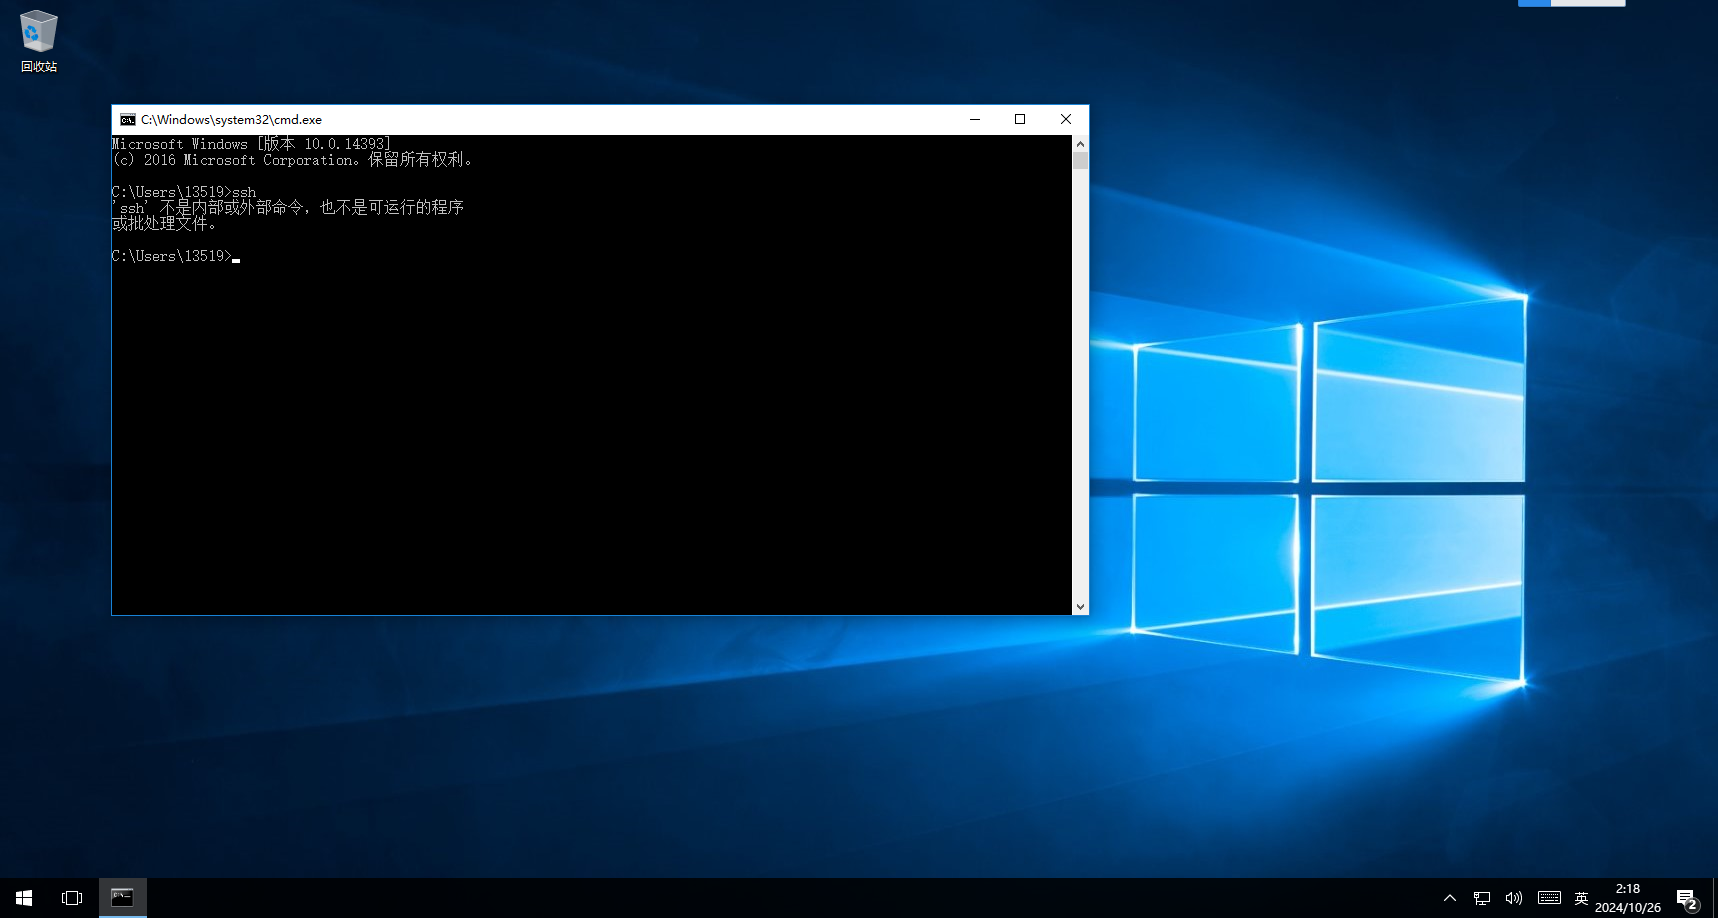 回收站
C:\Windows\system32\cmd.exe
Microsoft Windows [版本 10.0.14393]
(c) 2016 Microsoft Corporation。保留所有权利。
C:\Users\13519>ssh
'ssh' 不是内部或外部命令，也不是可运行的程序
或批处理文件。
C:\Users\13519>
英
2:18
2024/10/26
2